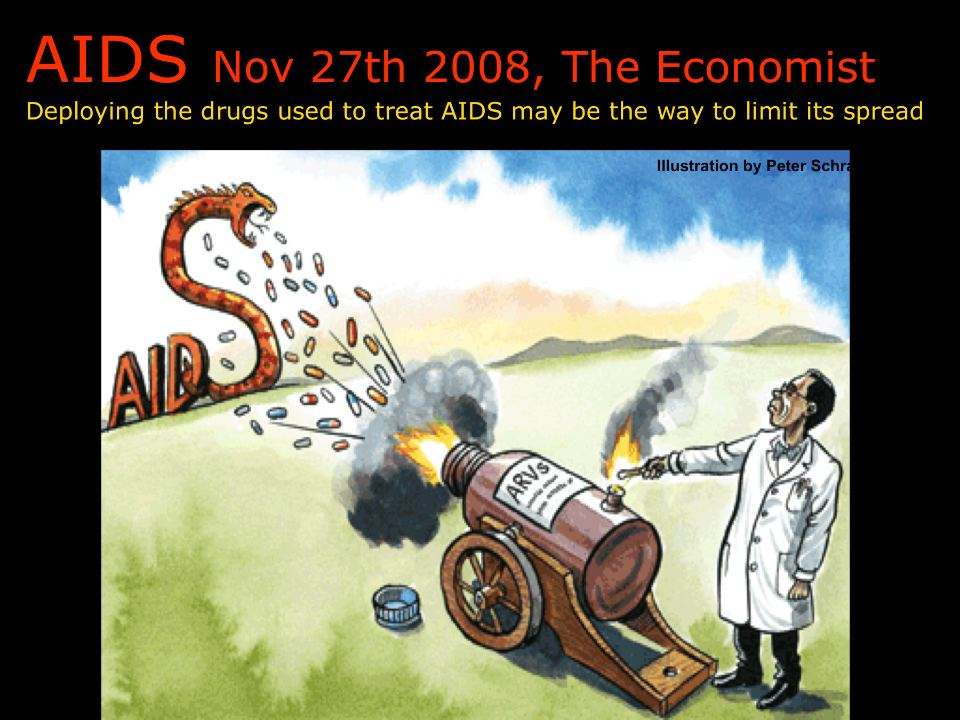 AIDS Nov 27th 2008, The Economist
Deploying the drugs used to treat AIDS may be the way to limit its spread
Illustration by Peter Schra
AIDS
ARVs